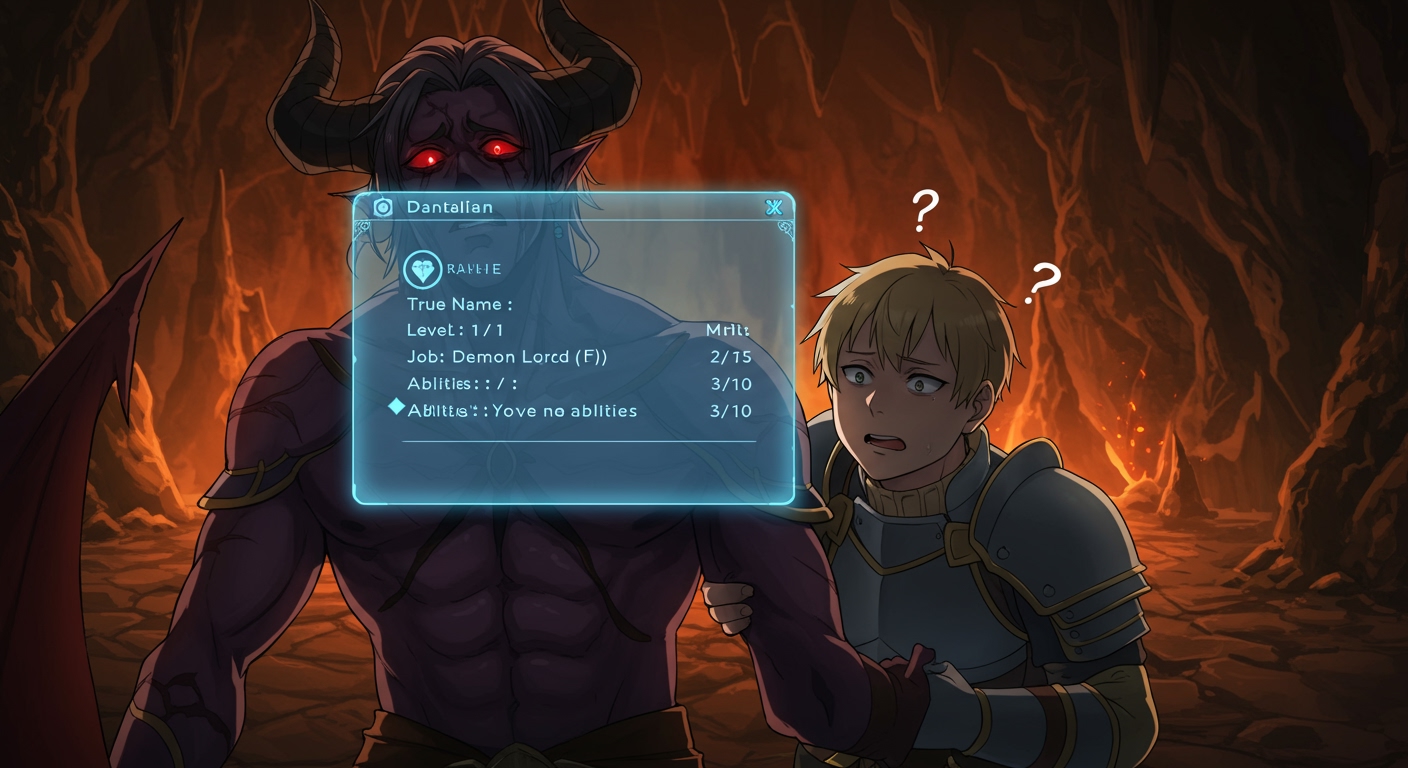 Dantalian
?
?
True Name :
Level : 1 / 1
Job: Demon Lorcd (F)) 2/15
Ablities : : / : 3/10
: : Yove no ablities 3/10